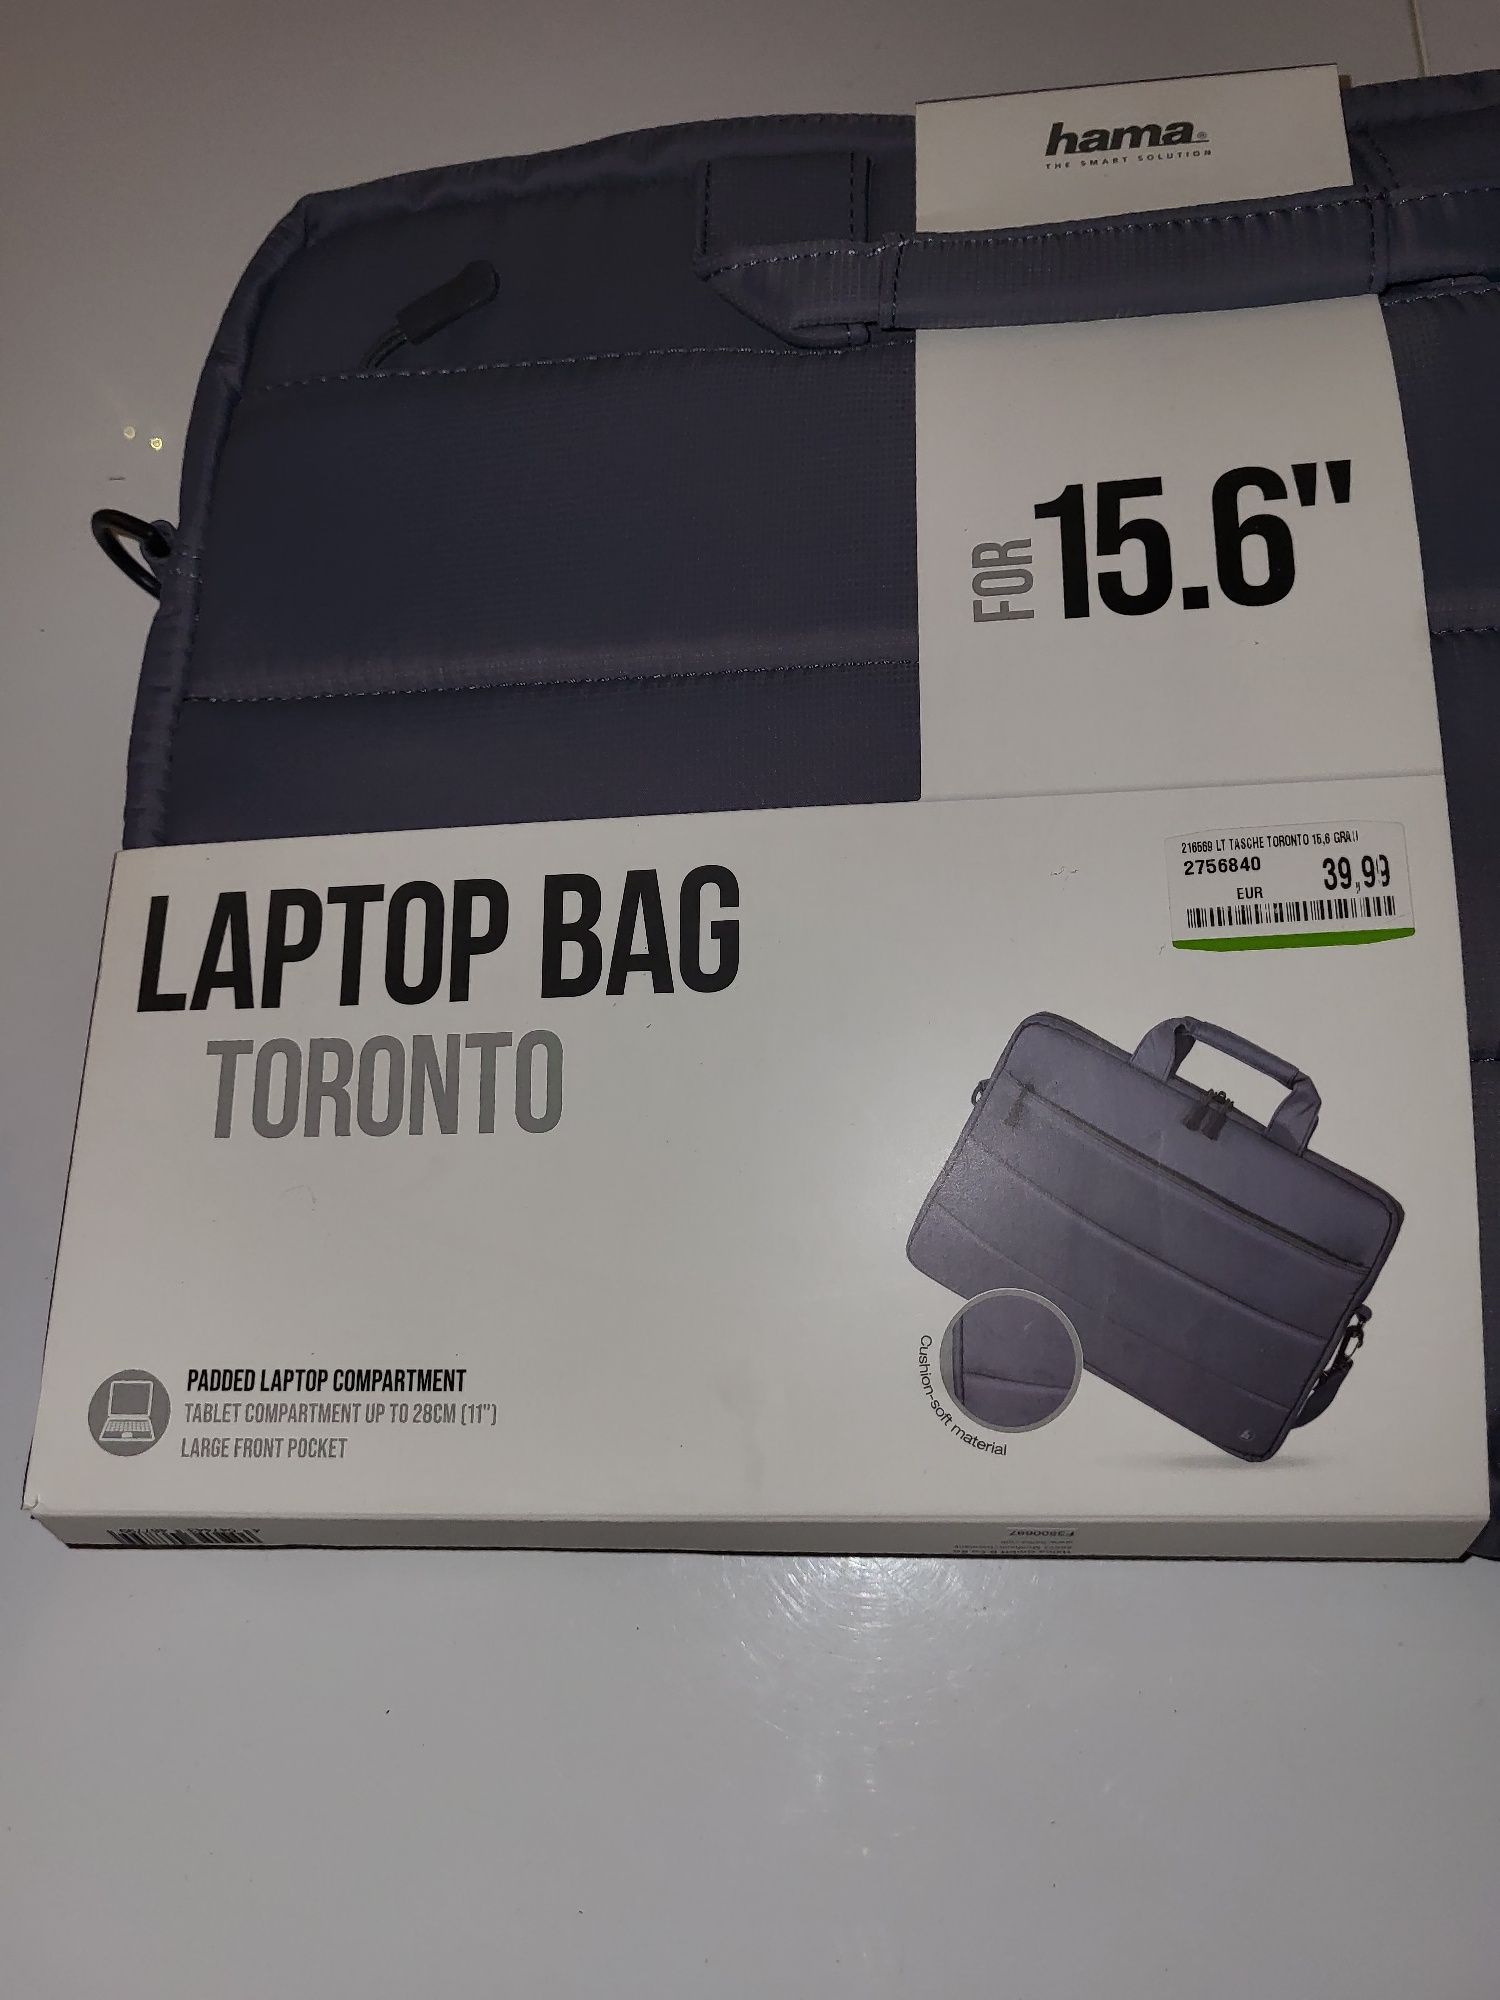 hama®
THE SMART SOLUTION
FOR 15.6"
216569 LT TASCHE TORONTO 15,6 GRAU
2756840
39,99
EUR
LAPTOP BAG
TORONTO
PADDED LAPTOP COMPARTMENT
TABLET COMPARTMENT UP TO 28CM (11")
LARGE FRONT POCKET
Cushion-soft material